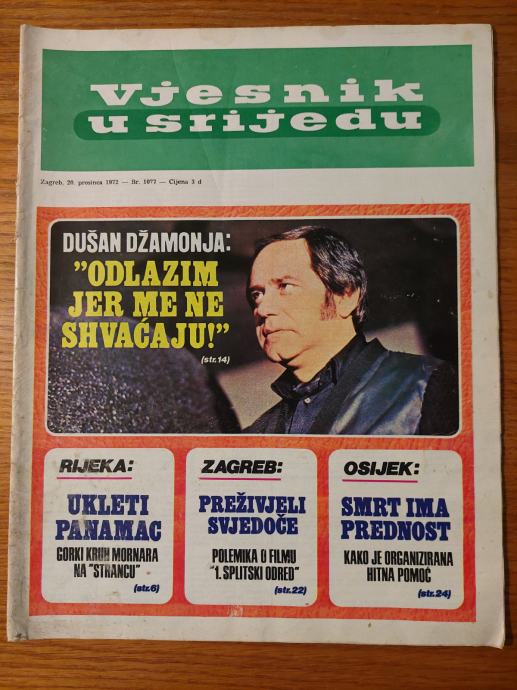 Vjesnik
u srijedu
Zagreb, 20. prosinca 1972 — Br. 1077 — Cijena 3 d
DUŠAN DŽAMONJA:
"ODLAZIM
JER ME NE
SHVAĆAJU!"
(str.14)
RIJEKA:
UKLETI
PANAMAC
GORKI KRUH MORNARA
NA "STRANCU"
(str.6)
ZAGREB:
PREŽIVJELI
SVJEDOČE
POLEMIKA O FILMU
"1. SPLITSKI ODRED"
(str.22)
OSIJEK:
SMRT IMA
PREDNOST
KAKO JE ORGANIZIRANA
HITNA POMOĆ
(str.24)